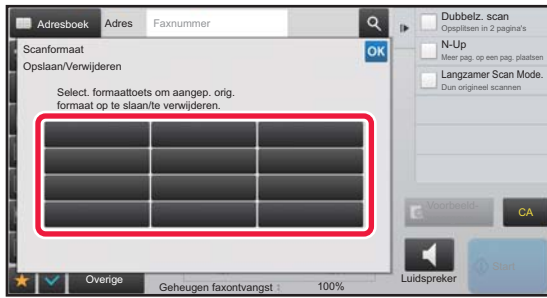 Adresboek
Adres
Faxnummer
Scanformaat
Opslaan/Verwijderen
OK
Select. formaattoets om aangep. orig.
formaat op te slaan/te verwijderen.
Dubbelz. scan
Opsplitsen in 2 pagina's
N-Up
Meer pag. op een pag. plaatsen
Langzamer Scan Mode.
Dun origineel scannen
CA
Luidspreker
Start
Overige
Geheugen faxontvangst : 100%